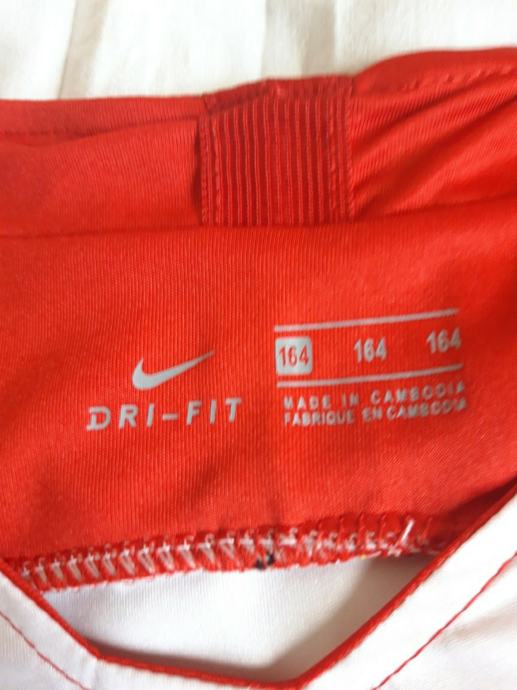 164 164 164
DRI-FIT
MADE IN CAMBODIA
FABRIQUE EN CAMBODIA